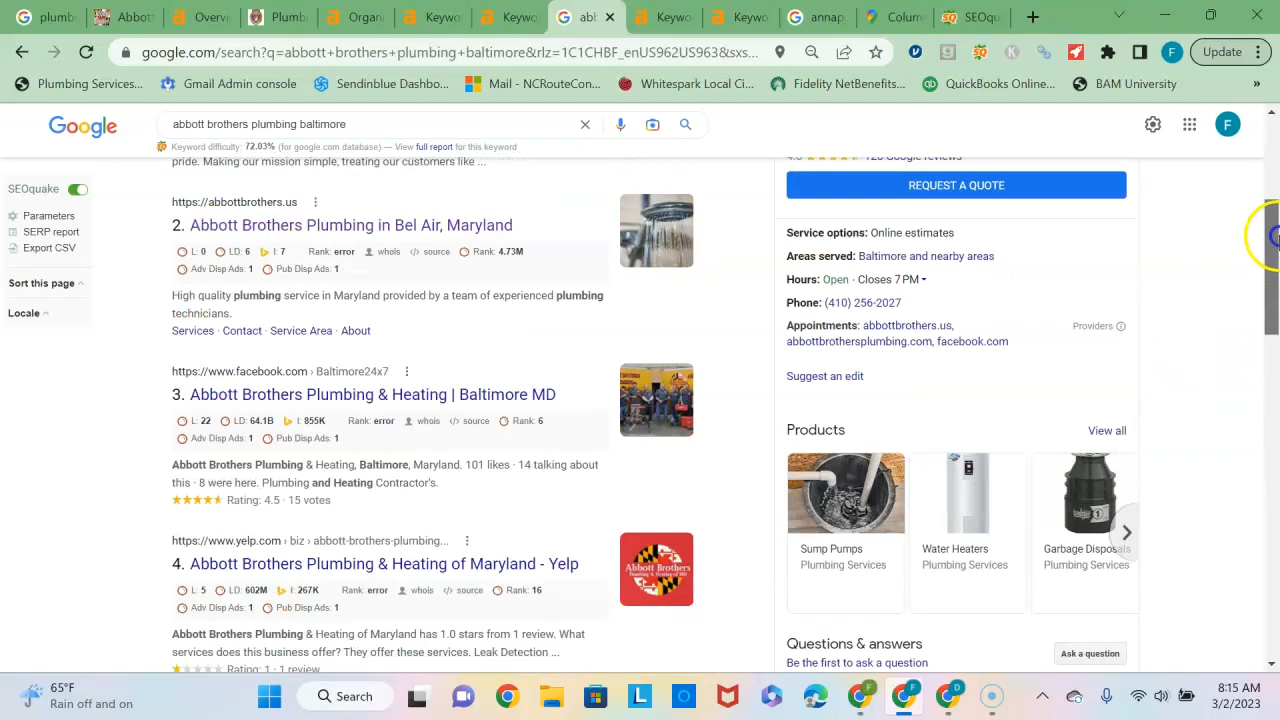 plumb
Abbot
Overvi
Plumb
Organ
Keywo
Keywo
abb
Keywo
Keyw
annap
Colum
SEOqu
google.com/search?q=abbott+brothers+plumbing+baltimore&rlz=1C1CHBF_enUS962US963&sxs...
Update
Plumbing Services...
Gmail Admin console
Sendinblue Dashbo...
Mail - NCRouteCon...
Whitespark Local Ci...
Fidelity NetBenefits...
QuickBooks Online...
BAM University
»
Google
abbott brothers plumbing baltimore
F
Keyword difficulty: 72.03% (for google.com database) — View full report for this keyword
SEOquake
Parameters
SERP report
Export CSV
Sort this page
Locale
pride. Making our mission simple, treating our customers like ...
https://abbottbrothers.us
2. Abbott Brothers Plumbing in Bel Air, Maryland
L: 0 LD: 6 I: 7 Rank: error whois source Rank: 4.73M
Adv Disp Ads: 1 Pub Disp Ads: 1
High quality plumbing service in Maryland provided by a team of experienced plumbing
technicians.
Services · Contact · Service Area · About
https://www.facebook.com › Baltimore24x7
3. Abbott Brothers Plumbing & Heating | Baltimore MD
L: 22 LD: 64.1B I: 855K Rank: error whois source Rank: 6
Adv Disp Ads: 1 Pub Disp Ads: 1
Abbott Brothers Plumbing & Heating, Baltimore, Maryland. 101 likes · 14 talking about
this · 8 were here. Plumbing and Heating Contractor's.
Rating: 4.5 · 15 votes
https://www.yelp.com › biz › abbott-brothers-plumbing...
4. Abbott Brothers Plumbing & Heating of Maryland - Yelp
L: 5 LD: 602M I: 267K Rank: error whois source Rank: 16
Adv Disp Ads: 1 Pub Disp Ads: 1
Abbott Brothers Plumbing & Heating of Maryland has 1.0 stars from 1 review. What
services does this business offer? They offer these services. Leak Detection ...
Rating: 1 · 1 review
Abbott Brothers
Google reviews
REQUEST A QUOTE
Service options: Online estimates
Areas served: Baltimore and nearby areas
Hours: Open · Closes 7 PM
Phone: (410) 256-2027
Appointments: abbottbrothers.us,
abbottbrothersplumbing.com, facebook.com
Providers
Suggest an edit
Products
View all
Sump Pumps
Plumbing Services
Water Heaters
Plumbing Services
Garbage Disposals
Plumbing Services
Questions & answers
Be the first to ask a question
Ask a question
65°F
Rain off and on
Search
8:15 AM
3/2/2023